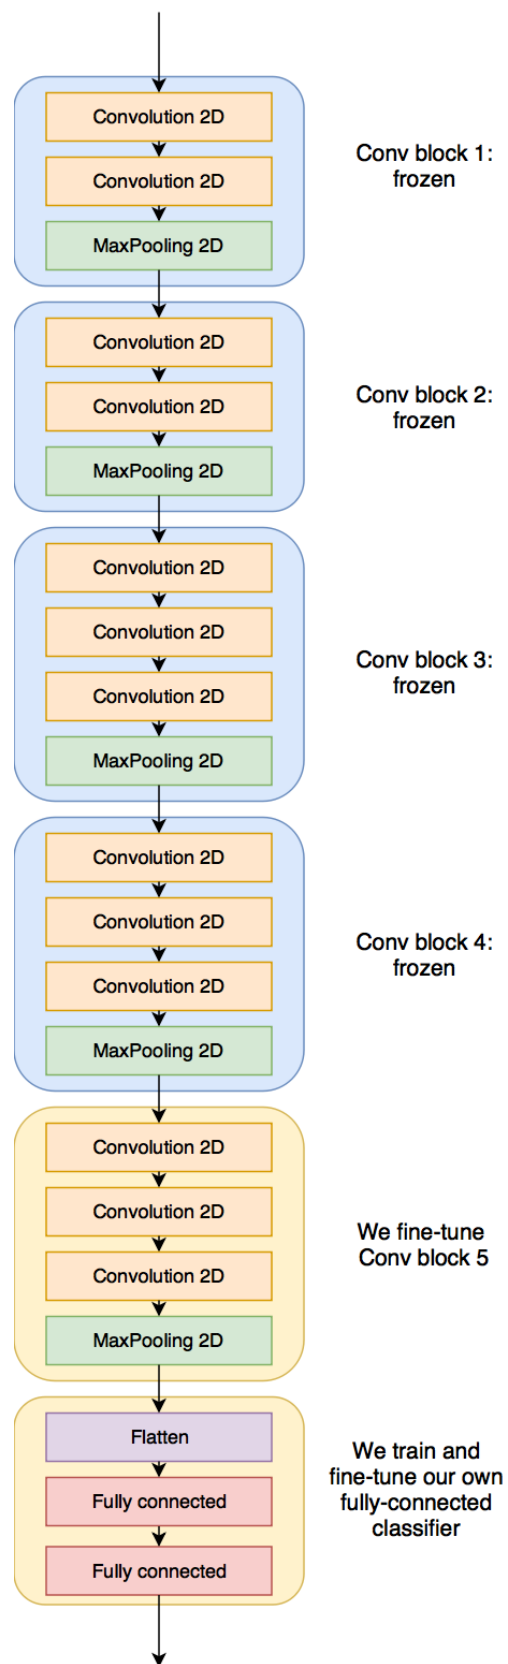 Convolution 2D
Convolution 2D
MaxPooling 2D
Conv block 1:
frozen
Convolution 2D
Convolution 2D
MaxPooling 2D
Conv block 2:
frozen
Convolution 2D
Convolution 2D
Convolution 2D
MaxPooling 2D
Conv block 3:
frozen
Convolution 2D
Convolution 2D
Convolution 2D
MaxPooling 2D
Conv block 4:
frozen
Convolution 2D
Convolution 2D
Convolution 2D
MaxPooling 2D
We fine-tune
Conv block 5
Flatten
Fully connected
Fully connected
We train and
fine-tune our own
fully-connected
classifier